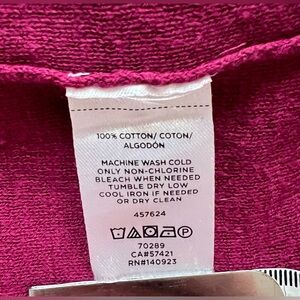 100% COTTON/ COTON/
ALGODÓN
MACHINE WASH COLD
ONLY NON-CHLORINE
BLEACH WHEN NEEDED
TUMBLE DRY LOW
COOL IRON IF NEEDED
OR DRY CLEAN
457624
70289
CA#57421
RN#140923